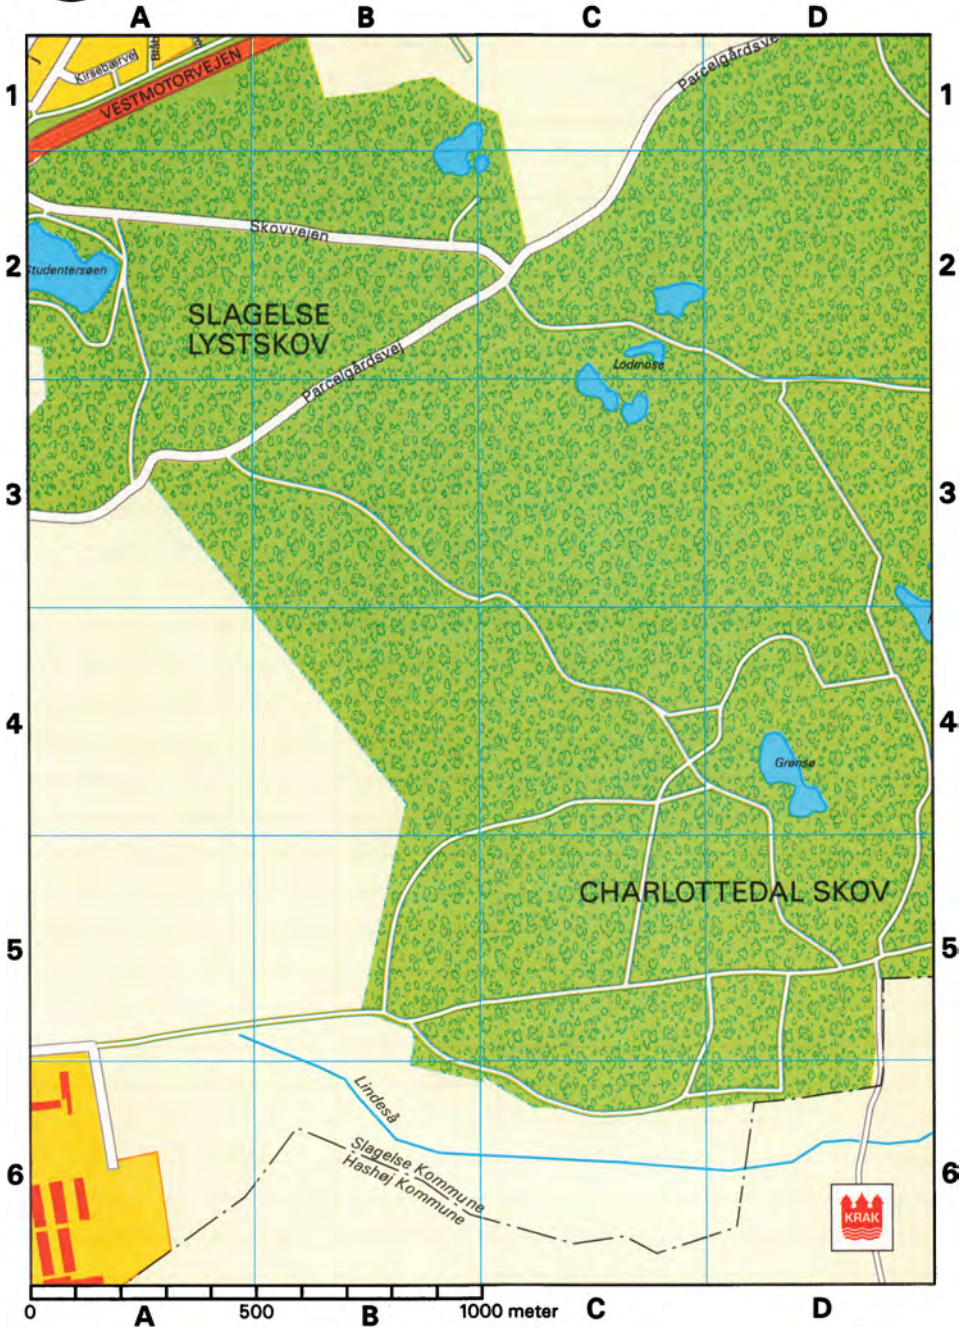 A B C D
Kirsebærvej
VESTMOTORVEJEN
Parcelgårdsvej
1 1
Skovvejen
2 2
Studentersøen
SLAGELSE
LYSTSKOV
Parcelgårdsvej
Lodmose
3 3
4 4
Grønsø
CHARLOTTEDAL SKOV
5 5
Lindeså
Slagelse Kommune
Hashøj Kommune
6 6
KRAK
0 500 1000 meter
A B C D